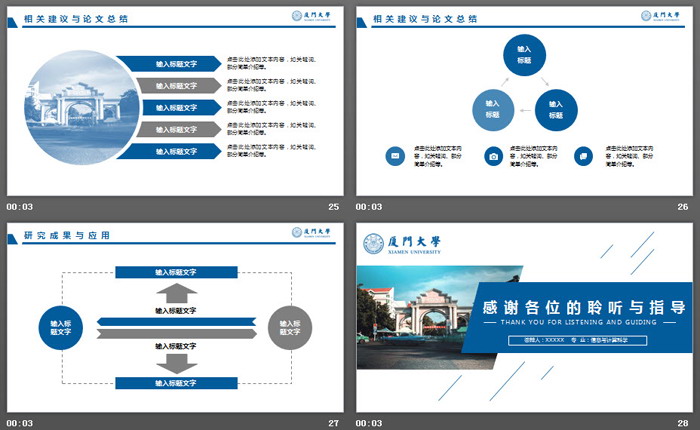 相关建议与论文总结
厦門大學
XIAMEN UNIVERSITY
输入标题文字
点击此处添加文本内容，如关键词、
部分简单介绍等。
输入标题文字
点击此处添加文本内容，如关键词、
部分简单介绍等。
输入标题文字
点击此处添加文本内容，如关键词、
部分简单介绍等。
输入标题文字
点击此处添加文本内容，如关键词、
部分简单介绍等。
输入标题文字
点击此处添加文本内容，如关键词、
部分简单介绍等。
00:03
25
相关建议与论文总结
厦門大學
XIAMEN UNIVERSITY
输入
标题
输入
标题
输入
标题
点击此处添加文本内
容，如关键词、部分
简单介绍等。
点击此处添加文本内
容，如关键词、部分
简单介绍等。
点击此处添加文本内
容，如关键词、部分
简单介绍等。
00:03
26
研究成果与应用
厦門大學
XIAMEN UNIVERSITY
输入标题文字
输入标题文字
输入标
题文字
输入标
题文字
输入标题文字
输入标题文字
00:03
27
厦門大學
XIAMEN UNIVERSITY
感谢各位的聆听与指导
THANK YOU FOR LISTENING AND GUIDING
答辩人：XXXXX 专 业：信息与计算科学
00:03
28